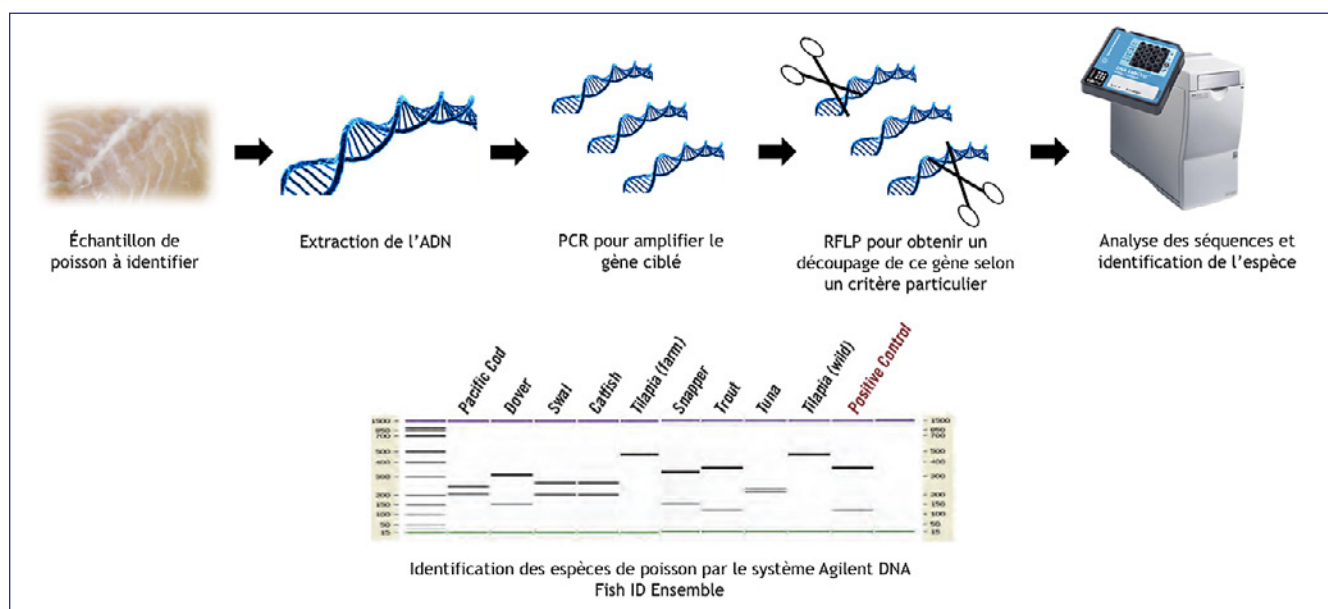 Échantillon de
poisson à identifier
Extraction de l'ADN
PCR pour amplifier le
gène ciblé
RFLP pour obtenir un
découpage de ce gène selon
un critère particulier
Analyse des séquences et
identification de l'espèce
Pacific Cod
Dover
Swai
Catfish
Tilapia (farm)
Snapper
Trout
Tuna
Tilapia (wild)
Positive Control
1500
850
700
500
400
300
200
150
100
50
15
1500
850
700
500
400
300
200
150
100
50
15
Identification des espèces de poisson par le système Agilent DNA
Fish ID Ensemble